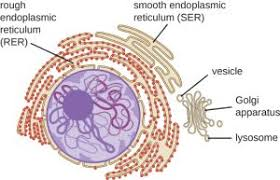 rough
endoplasmic
reticulum
(RER)
smooth endoplasmic
reticulum (SER)
vesicle
Golgi
apparatus
lysosome